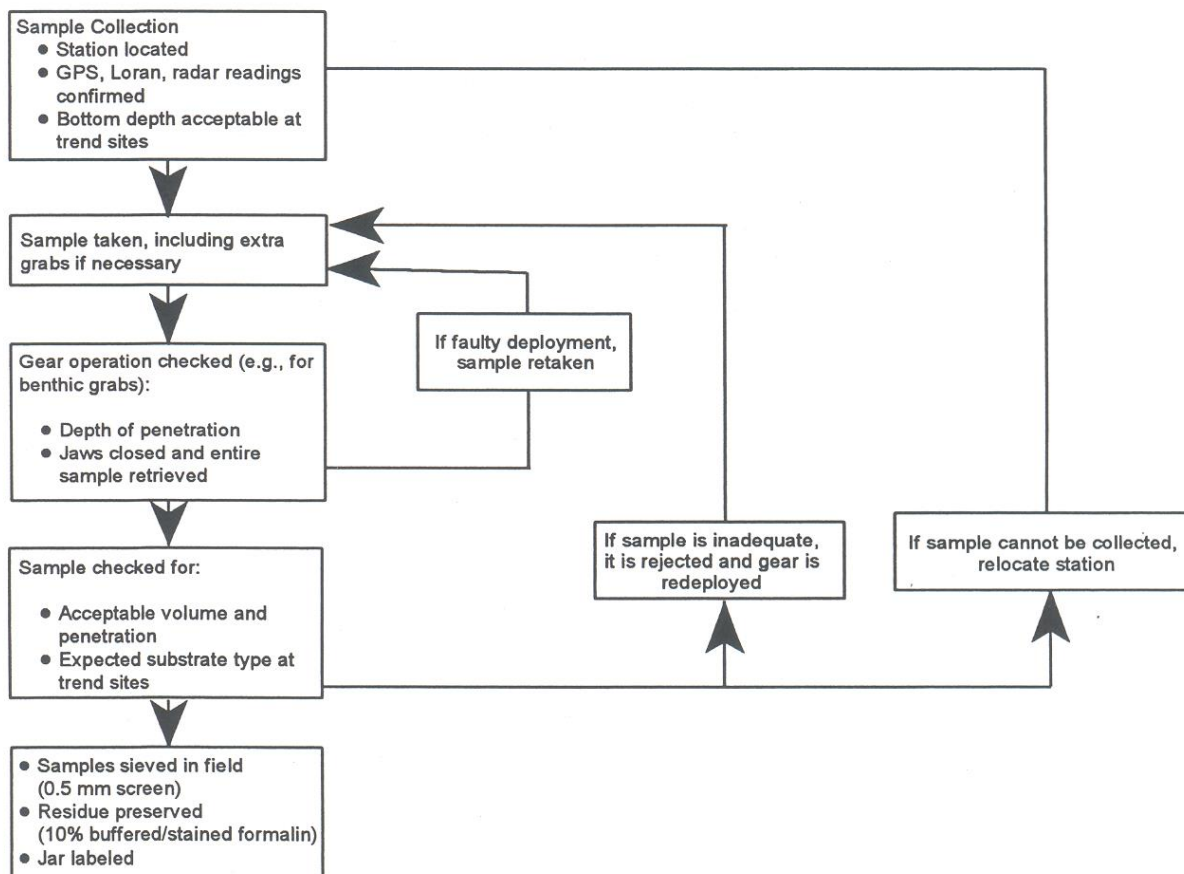 Sample Collection
● Station located
● GPS, Loran, radar readings
confirmed
● Bottom depth acceptable at
trend sites
Sample taken, including extra
grabs if necessary
Gear operation checked (e.g., for
benthic grabs):
● Depth of penetration
● Jaws closed and entire
sample retrieved
If faulty deployment,
sample retaken
Sample checked for:
● Acceptable volume and
penetration
● Expected substrate type at
trend sites
If sample is inadequate,
it is rejected and gear is
redeployed
If sample cannot be collected,
relocate station
● Samples sieved in field
(0.5 mm screen)
● Residue preserved
(10% buffered/stained formalin)
● Jar labeled